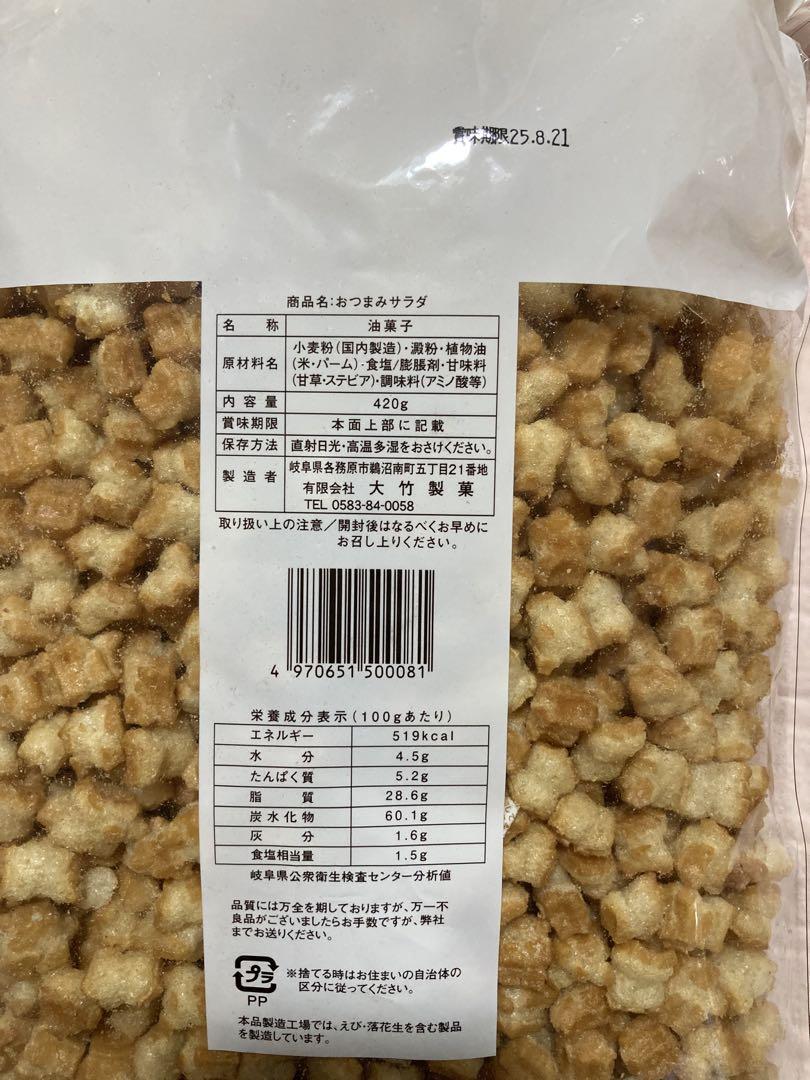 賞味期限25.8.21
商品名:おつまみサラダ
名 称 油菓子
原材料名 小麦粉(国内製造)・澱粉・植物油
(米・パーム)・食塩/膨脹剤・甘味料
(甘草・ステビア)・調味料(アミノ酸等)
内容量 420g
賞味期限 本面上部に記載
保存方法 直射日光・高温多湿をおさけください。
製造者 岐阜県各務原市鵜沼南町五丁目21番地
有限会社 大竹製菓
TEL 0583-84-0058
取り扱い上の注意/開封後はなるべくお早めに
お召し上りください。
4 970651 500081
栄養成分表示(100gあたり)
エネルギー 519kcal
水 分 4.5g
たんぱく質 5.2g
脂 質 28.6g
炭水化物 60.1g
灰 分 1.6g
食塩相当量 1.5g
岐阜県公衆衛生検査センター分析値
品質には万全を期しておりますが、万一不
良品がございましたらお手数ですが、弊社
までお送りください。
プラ
PP
※捨てる時はお住まいの自治体の
区分に従ってください。
本品製造工場では、えび・落花生を含む製品
を製造しています。